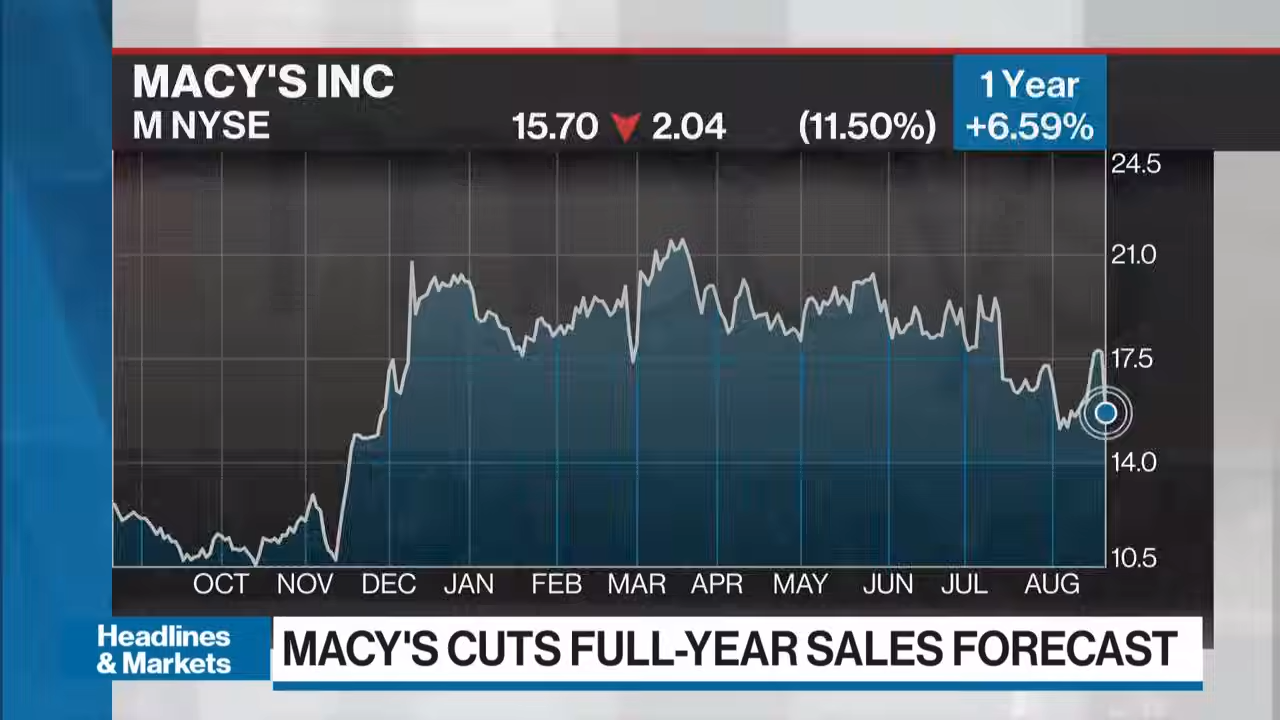 MACY'S INC
M NYSE
15.70 2.04 (11.50%)
1 Year
+6.59%
24.5
21.0
17.5
14.0
10.5
OCT NOV DEC JAN FEB MAR APR MAY JUN JUL AUG
Headlines
& Markets
MACY'S CUTS FULL-YEAR SALES FORECAST